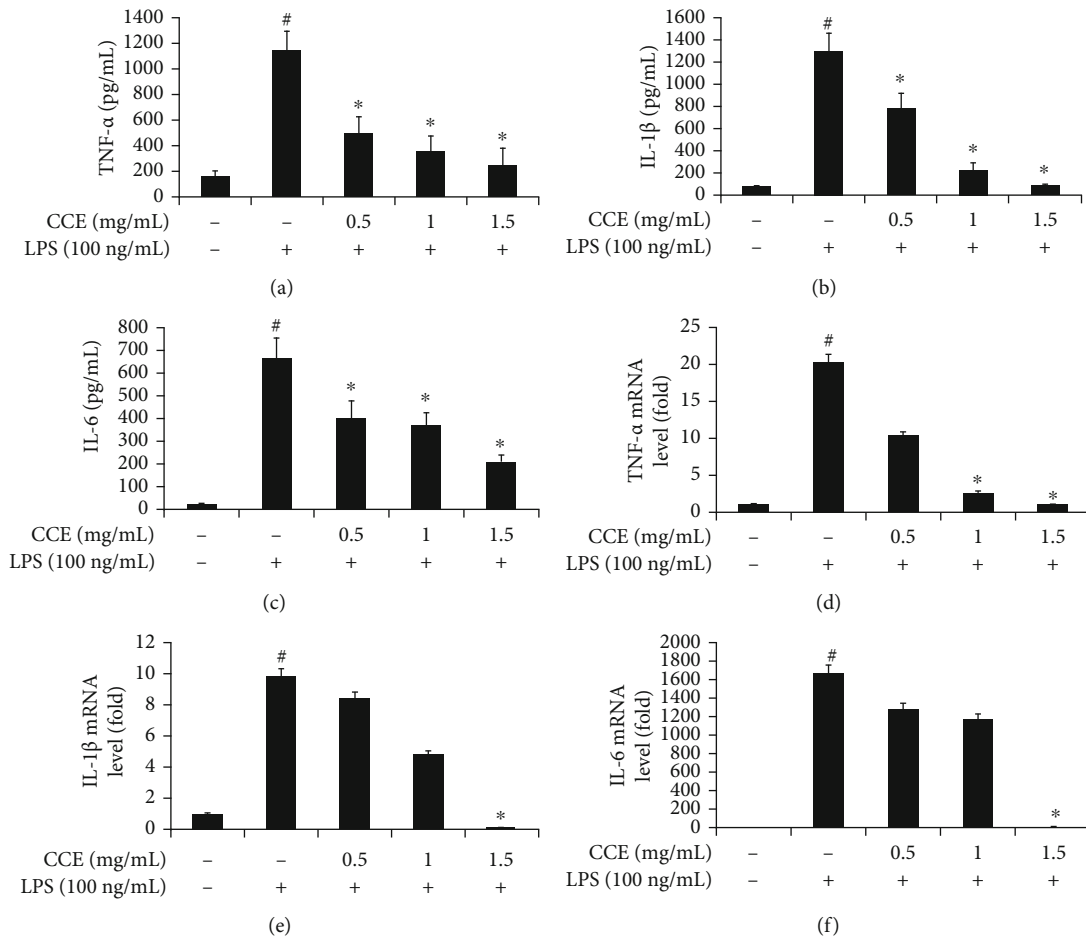 TNF-α (pg/mL)
1400
1200
1000
800
600
400
200
0
#
*
*
*
CCE (mg/mL) – – 0.5 1 1.5
LPS (100 ng/mL) – + + + +
(a)
IL-1β (pg/mL)
1600
1400
1200
1000
800
600
400
200
0
#
*
*
*
CCE (mg/mL) – – 0.5 1 1.5
LPS (100 ng/mL) – + + + +
(b)
IL-6 (pg/mL)
800
700
600
500
400
300
200
100
0
#
*
*
*
CCE (mg/mL) – – 0.5 1 1.5
LPS (100 ng/mL) – + + + +
(c)
TNF-α mRNA
level (fold)
25
20
15
10
5
0
#
*
*
CCE (mg/mL) – – 0.5 1 1.5
LPS (100 ng/mL) – + + + +
(d)
IL-1β mRNA
level (fold)
12
10
8
6
4
2
0
#
*
CCE (mg/mL) – – 0.5 1 1.5
LPS (100 ng/mL) – + + + +
(e)
IL-6 mRNA
level (fold)
2000
1800
1600
1400
1200
1000
800
600
400
200
0
#
*
CCE (mg/mL) – – 0.5 1 1.5
LPS (100 ng/mL) – + + + +
(f)